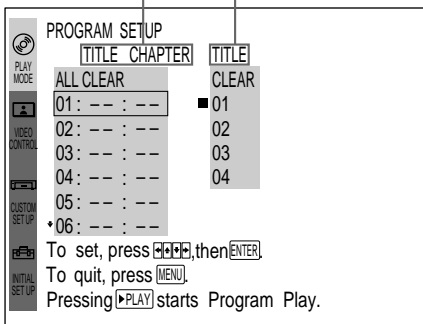 PROGRAM SETUP
TITLE CHAPTER TITLE
PLAY MODE
ALL CLEAR CLEAR
01: – – : – – 01
02: – – : – – 02
03: – – : – – 03
04: – – : – – 04
05: – – : – –
06: – – : – –
VIDEO CONTROL
CUSTOM SET UP
INITIAL SET UP
To set, press ,then ENTER.
To quit, press MENU.
Pressing PLAY starts Program Play.